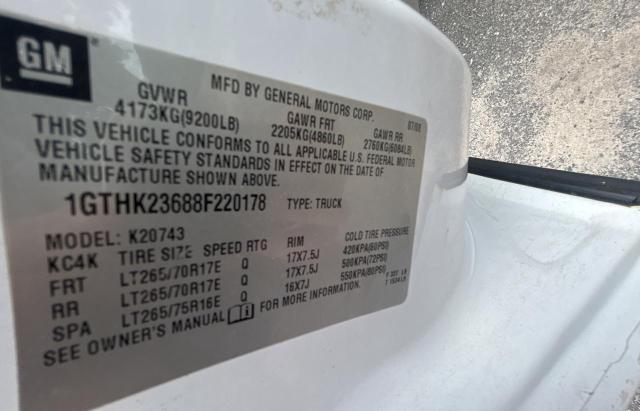 GM
MFD BY GENERAL MOTORS CORP. 07/08
GVWR GAWR FRT GAWR RR
4173KG(9200LB) 2205KG(4860LB) 2760KG(6084LB)
THIS VEHICLE CONFORMS TO ALL APPLICABLE U.S. FEDERAL MOTOR
VEHICLE SAFETY STANDARDS IN EFFECT ON THE DATE OF
MANUFACTURE SHOWN ABOVE.
1GTHK23688F220178 TYPE: TRUCK
MODEL: K20743
KC4K TIRE SIZE SPEED RTG RIM COLD TIRE PRESSURE
FRT LT265/70R17E Q 17X7.5J 420KPA(60PSI)
RR LT265/70R17E Q 17X7.5J 500KPA(72PSI)
SPA LT265/75R16E Q 16X7J 550KPA(80PSI)
SEE OWNER'S MANUAL FOR MORE INFORMATION.